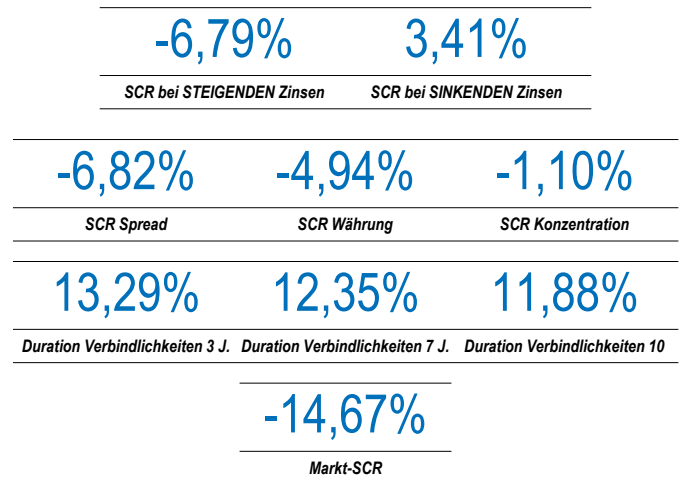 -6,79% 3,41%
SCR bei STEIGENDEN Zinsen SCR bei SINKENDEN Zinsen
-6,82% -4,94% -1,10%
SCR Spread SCR Währung SCR Konzentration
13,29% 12,35% 11,88%
Duration Verbindlichkeiten 3 J. Duration Verbindlichkeiten 7 J. Duration Verbindlichkeiten 10
-14,67%
Markt-SCR